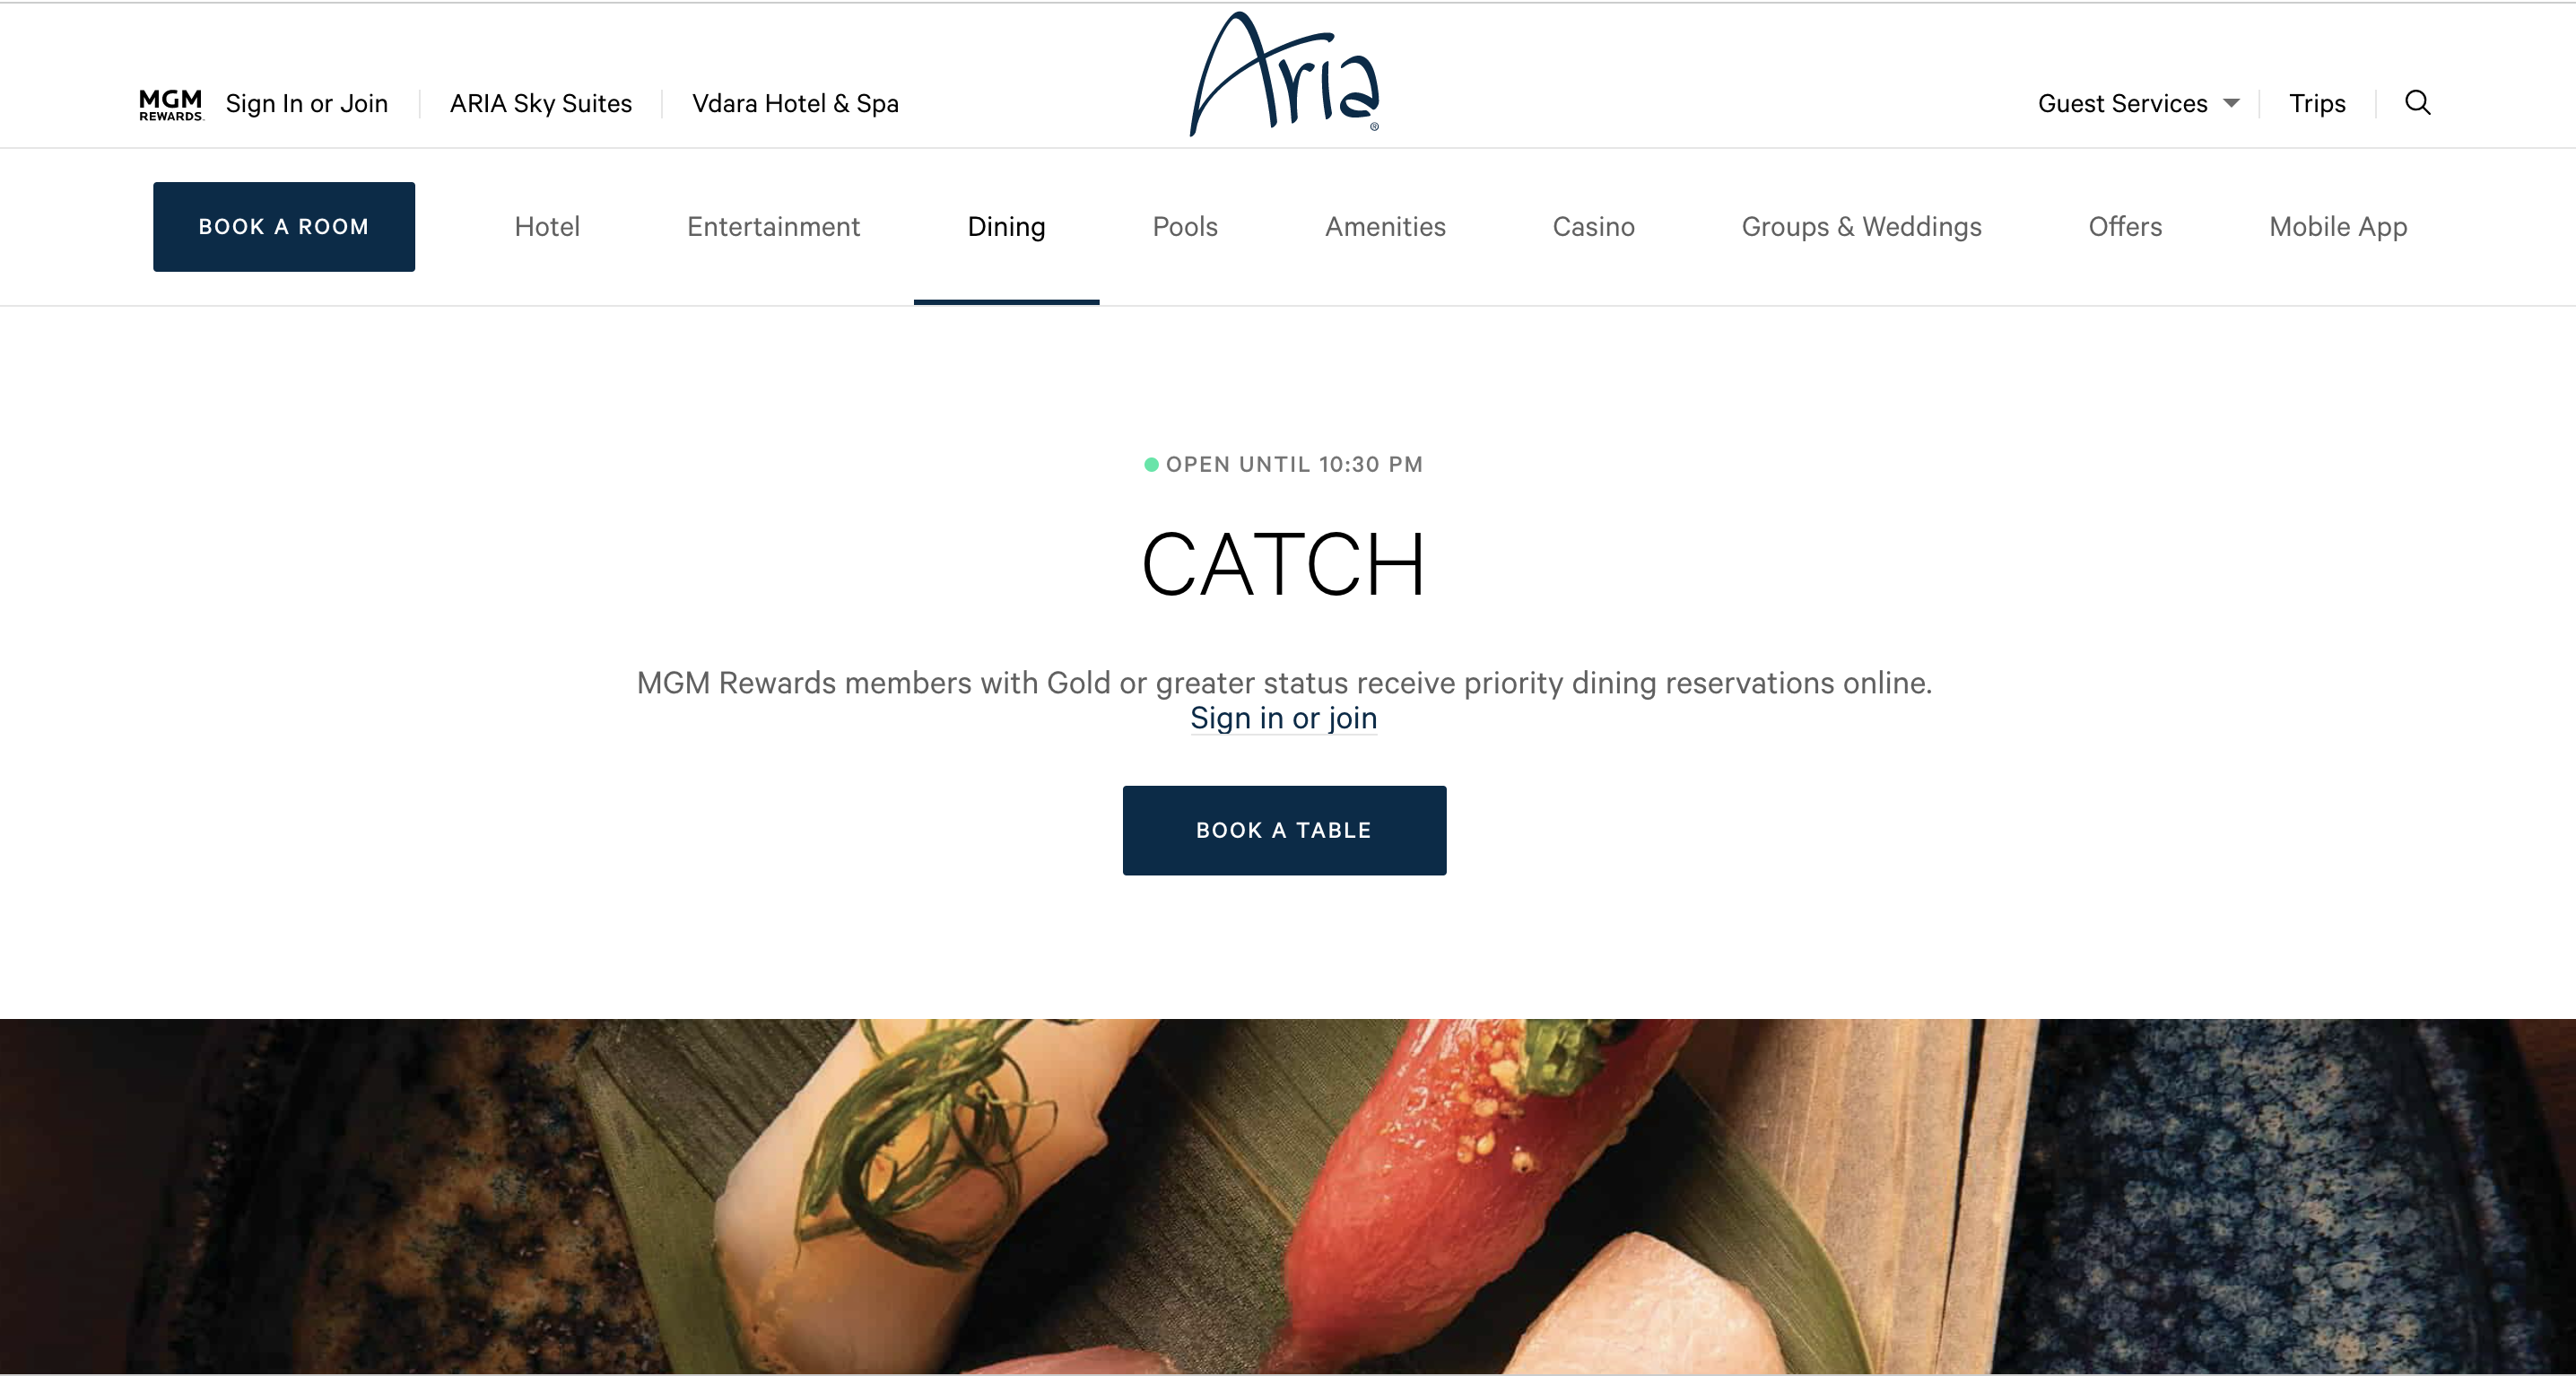 Aria
MGM REWARDS Sign In or Join
ARIA Sky Suites
Vdara Hotel & Spa
Guest Services
Trips
BOOK A ROOM
Hotel
Entertainment
Dining
Pools
Amenities
Casino
Groups & Weddings
Offers
Mobile App
OPEN UNTIL 10:30 PM
CATCH
MGM Rewards members with Gold or greater status receive priority dining reservations online.
Sign in or join
BOOK A TABLE